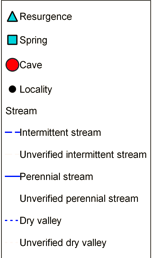 Resurgence
Spring
Cave
Locality
Stream
Intermittent stream
Unverified intermittent stream
Perennial stream
Unverified perennial stream
Dry valley
Unverified dry valley